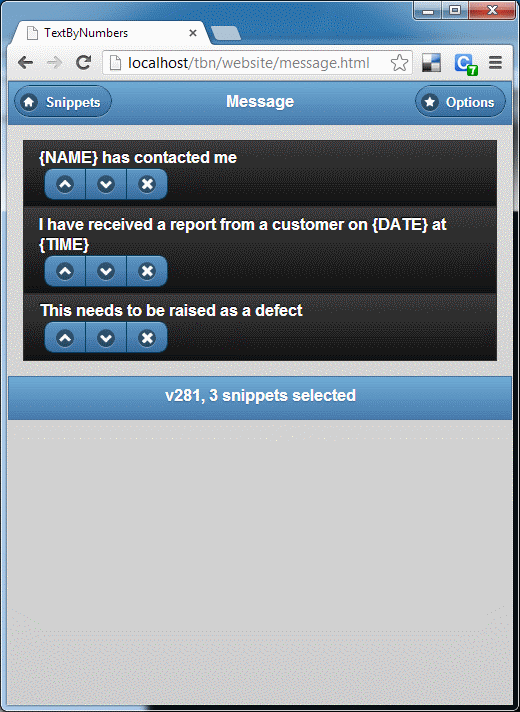 TextByNumbers
localhost/tbn/website/message.html
7
Snippets
Message
Options
{NAME} has contacted me
I have received a report from a customer on {DATE} at
{TIME}
This needs to be raised as a defect
v281, 3 snippets selected